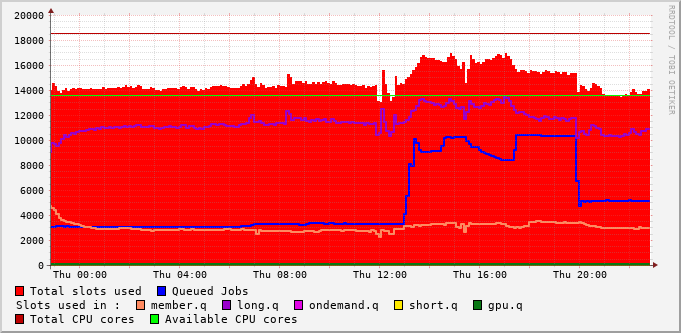 20000
18000
16000
14000
12000
10000
8000
6000
4000
2000
0
Thu 00:00 Thu 04:00 Thu 08:00 Thu 12:00 Thu 16:00 Thu 20:00
RRDTOOL / TOBI OETIKER
Total slots used Queued Jobs
Slots used in : member.q long.q ondemand.q short.q gpu.q
Total CPU cores Available CPU cores